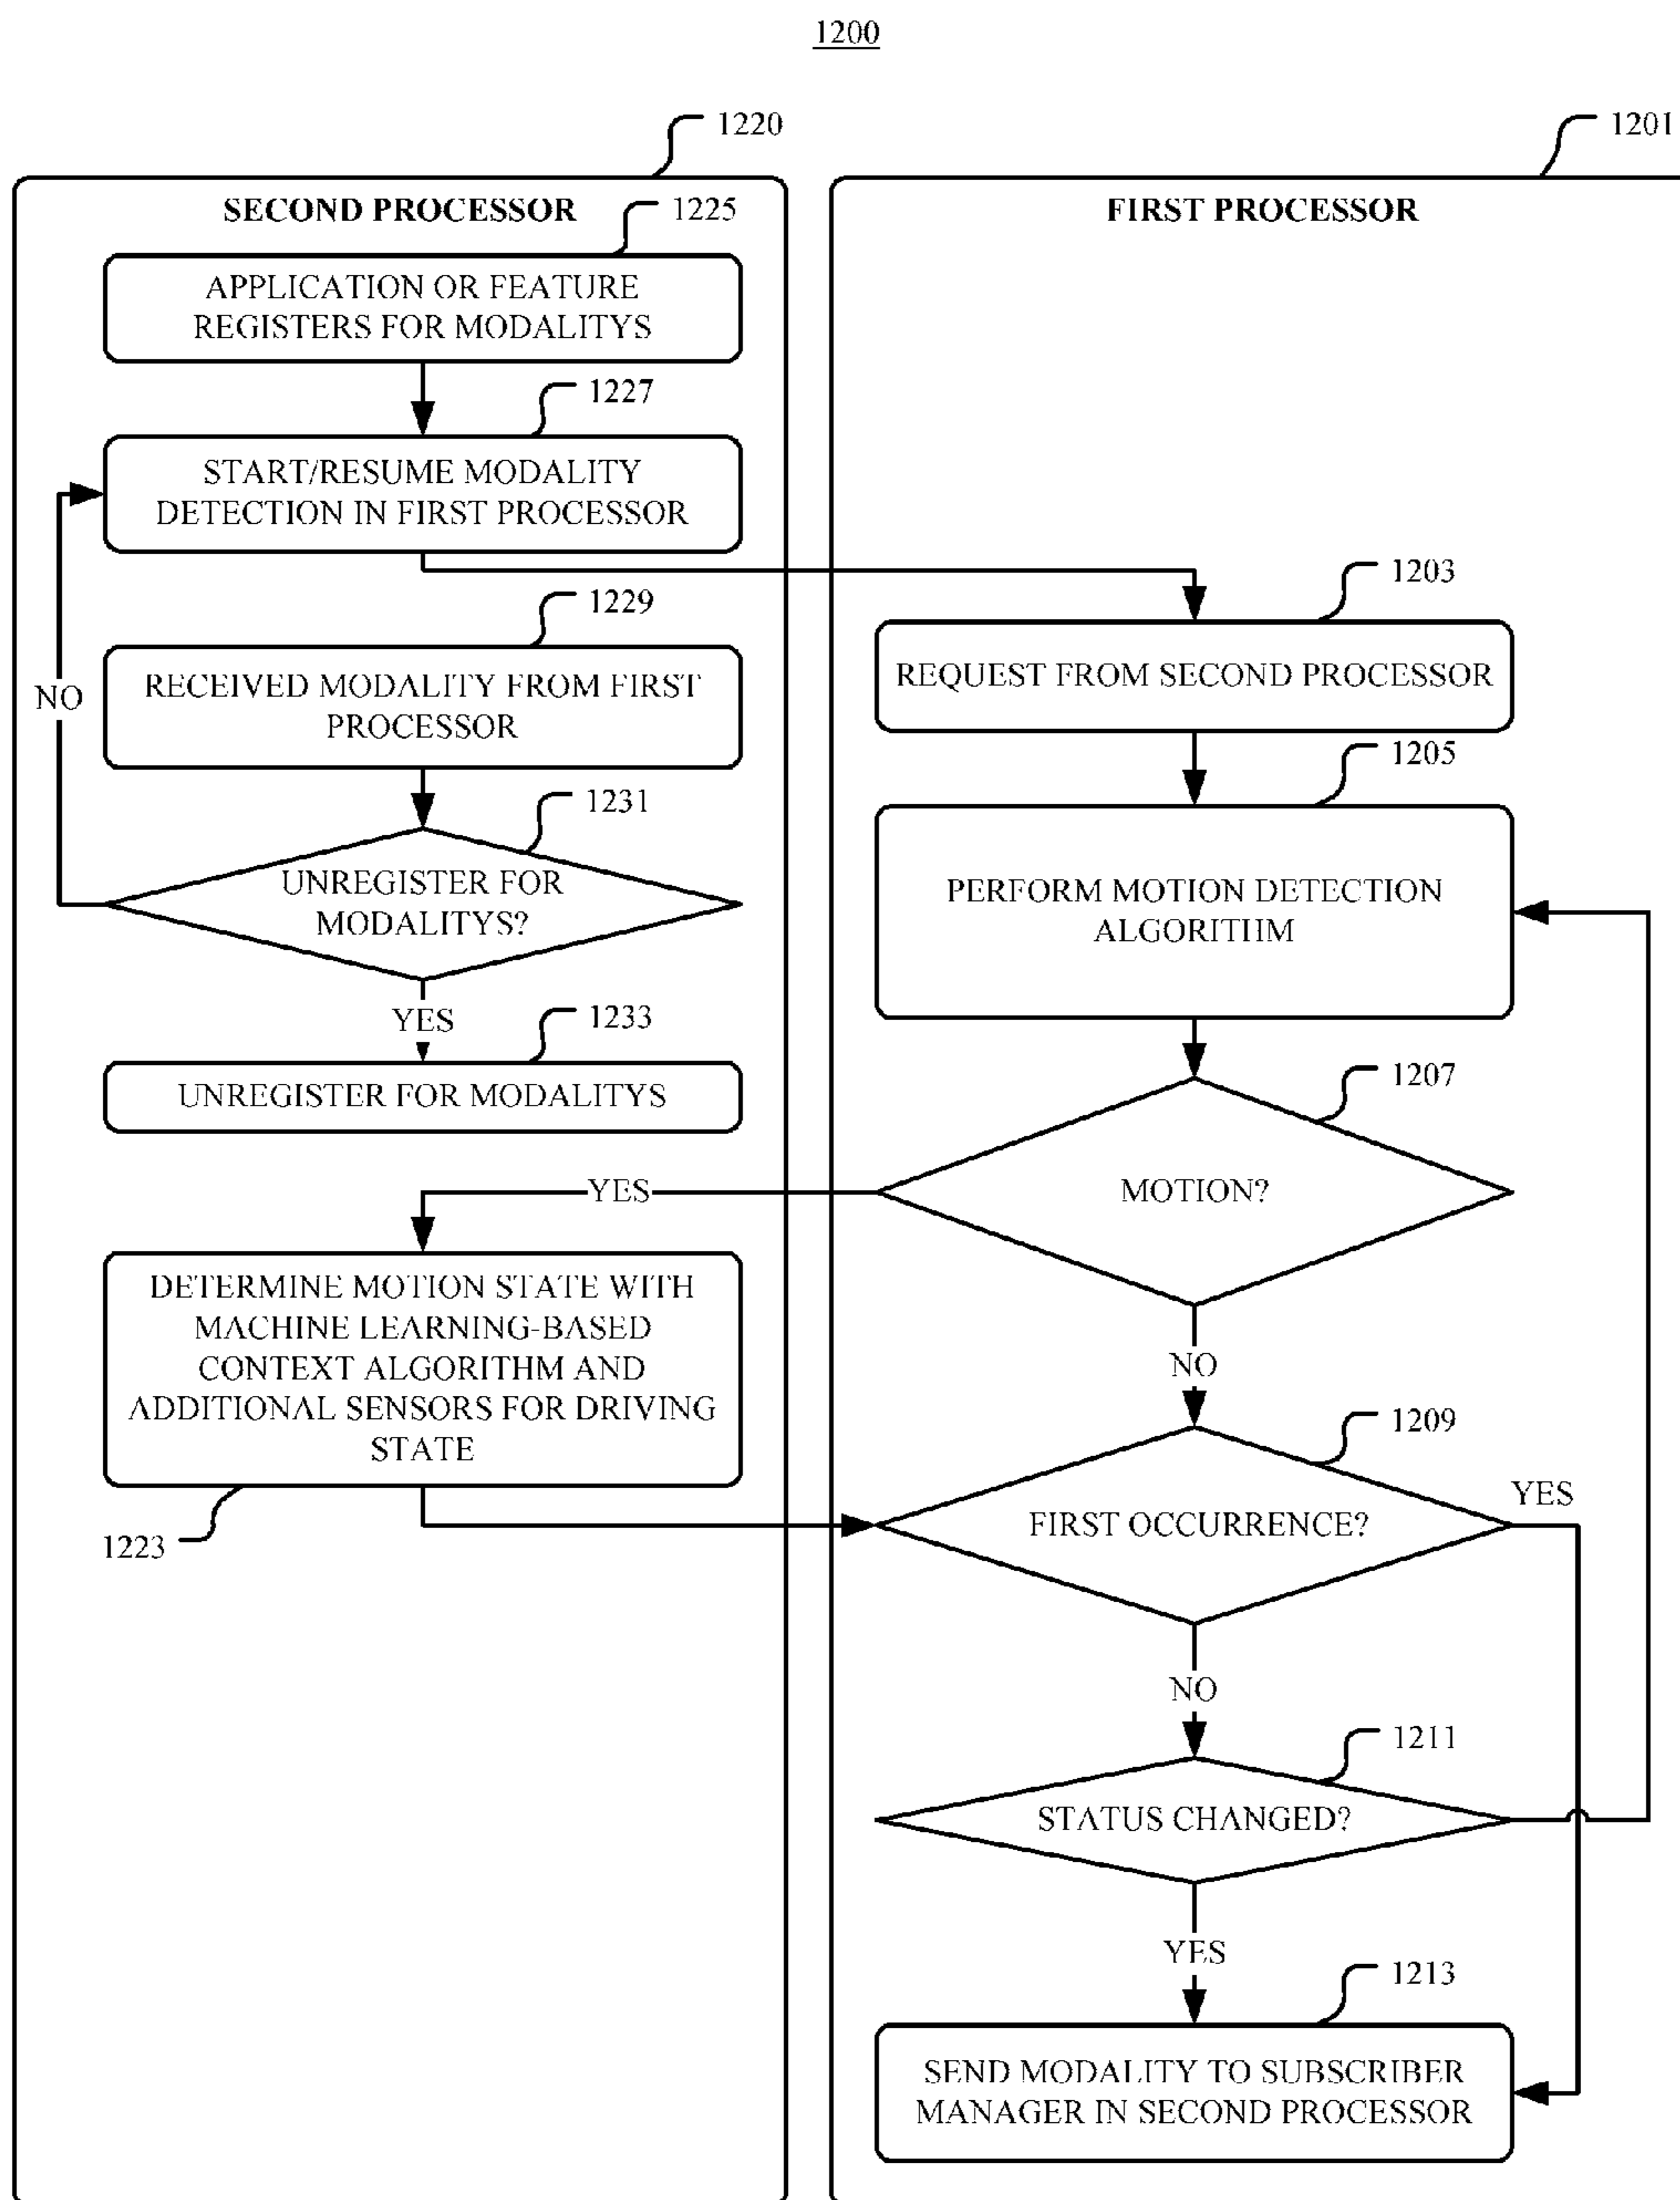 1200
1220
1201
SECOND PROCESSOR
FIRST PROCESSOR
1225
APPLICATION OR FEATURE
REGISTERS FOR MODALITYS
1227
START/RESUME MODALITY
DETECTION IN FIRST PROCESSOR
1229
RECEIVED MODALITY FROM FIRST
PROCESSOR
NO
1231
UNREGISTER FOR
MODALITYS?
YES
1233
UNREGISTER FOR MODALITYS
1203
REQUEST FROM SECOND PROCESSOR
1205
PERFORM MOTION DETECTION
ALGORITHM
1207
MOTION?
YES
DETERMINE MOTION STATE WITH
MACHINE LEARNING-BASED
CONTEXT ALGORITHM AND
ADDITIONAL SENSORS FOR DRIVING
STATE
1223
NO
1209
FIRST OCCURRENCE?
YES
NO
1211
STATUS CHANGED?
YES
1213
SEND MODALITY TO SUBSCRIBER
MANAGER IN SECOND PROCESSOR